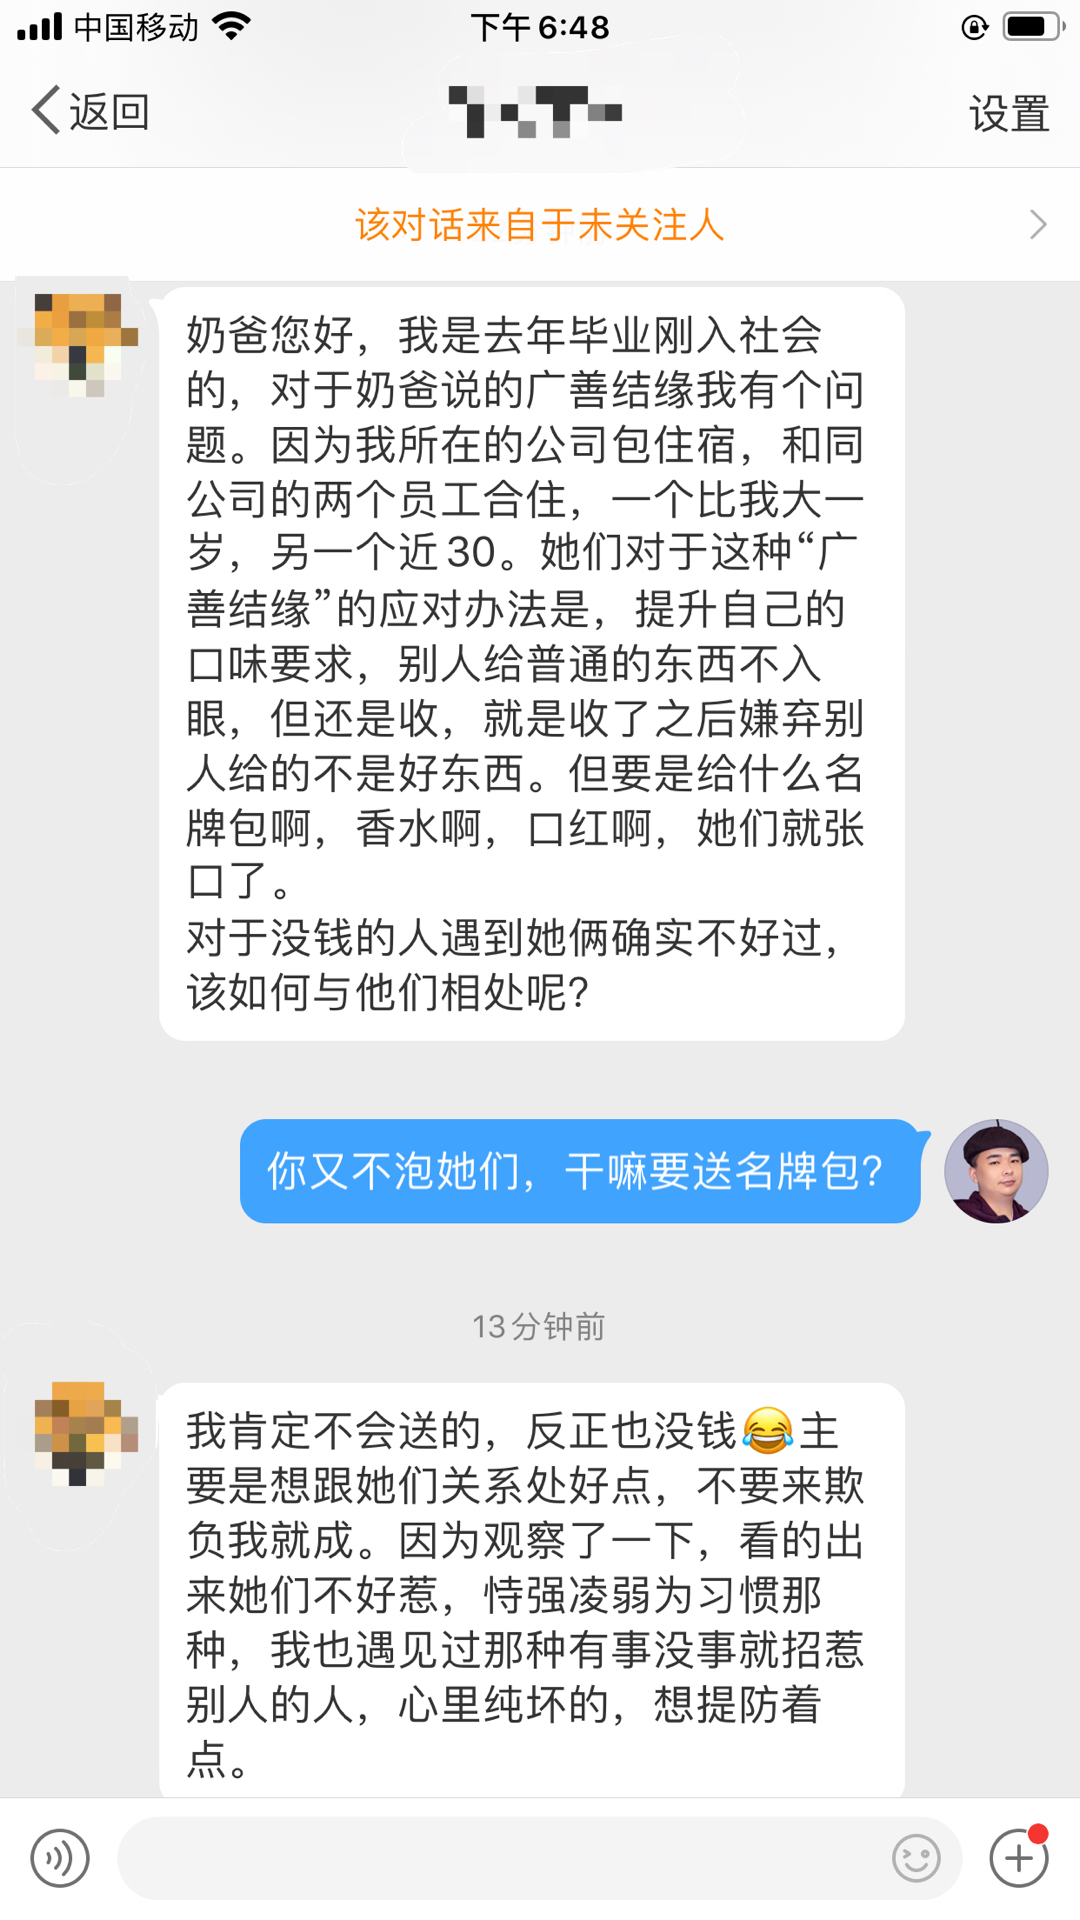 中国移动
下午 6:48
返回
设置
该对话来自于未关注人
奶爸您好，我是去年毕业刚入社会
的，对于奶爸说的广善结缘我有个问
题。因为我所在的公司包住宿，和同
公司的两个员工合住，一个比我大一
岁，另一个近30。她们对于这种“广
善结缘”的应对办法是，提升自己的
口味要求，别人给普通的东西不入
眼，但还是收，就是收了之后嫌弃别
人给的不是好东西。但要是给什么名
牌包啊，香水啊，口红啊，她们就张
口了。
对于没钱的人遇到她俩确实不好过，
该如何与他们相处呢？
你又不泡她们，干嘛要送名牌包？
13分钟前
我肯定不会送的，反正也没钱😂主
要是想跟她们关系处好点，不要来欺
负我就成。因为观察了一下，看的出
来她们不好惹，恃强凌弱为习惯那
种，我也遇见过那种有事没事就招惹
别人的人，心里纯坏的，想提防着
点。